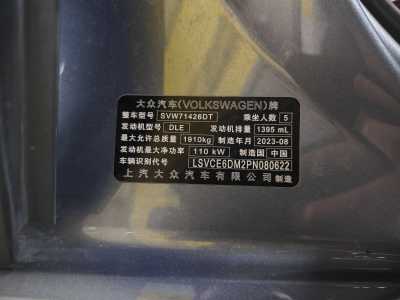 大众汽车(VOLKSWAGEN)牌
整车型号 SVW71426DT 乘坐人数 5
发动机型号 DLE 发动机排量 1395 mL
最大允许总质量 1910kg 制造年月 2023-08
发动机最大净功率 110 kW 制造国 中国
车辆识别代号 LSVCE6DM2PN080622
上汽大众汽车有限公司 制造